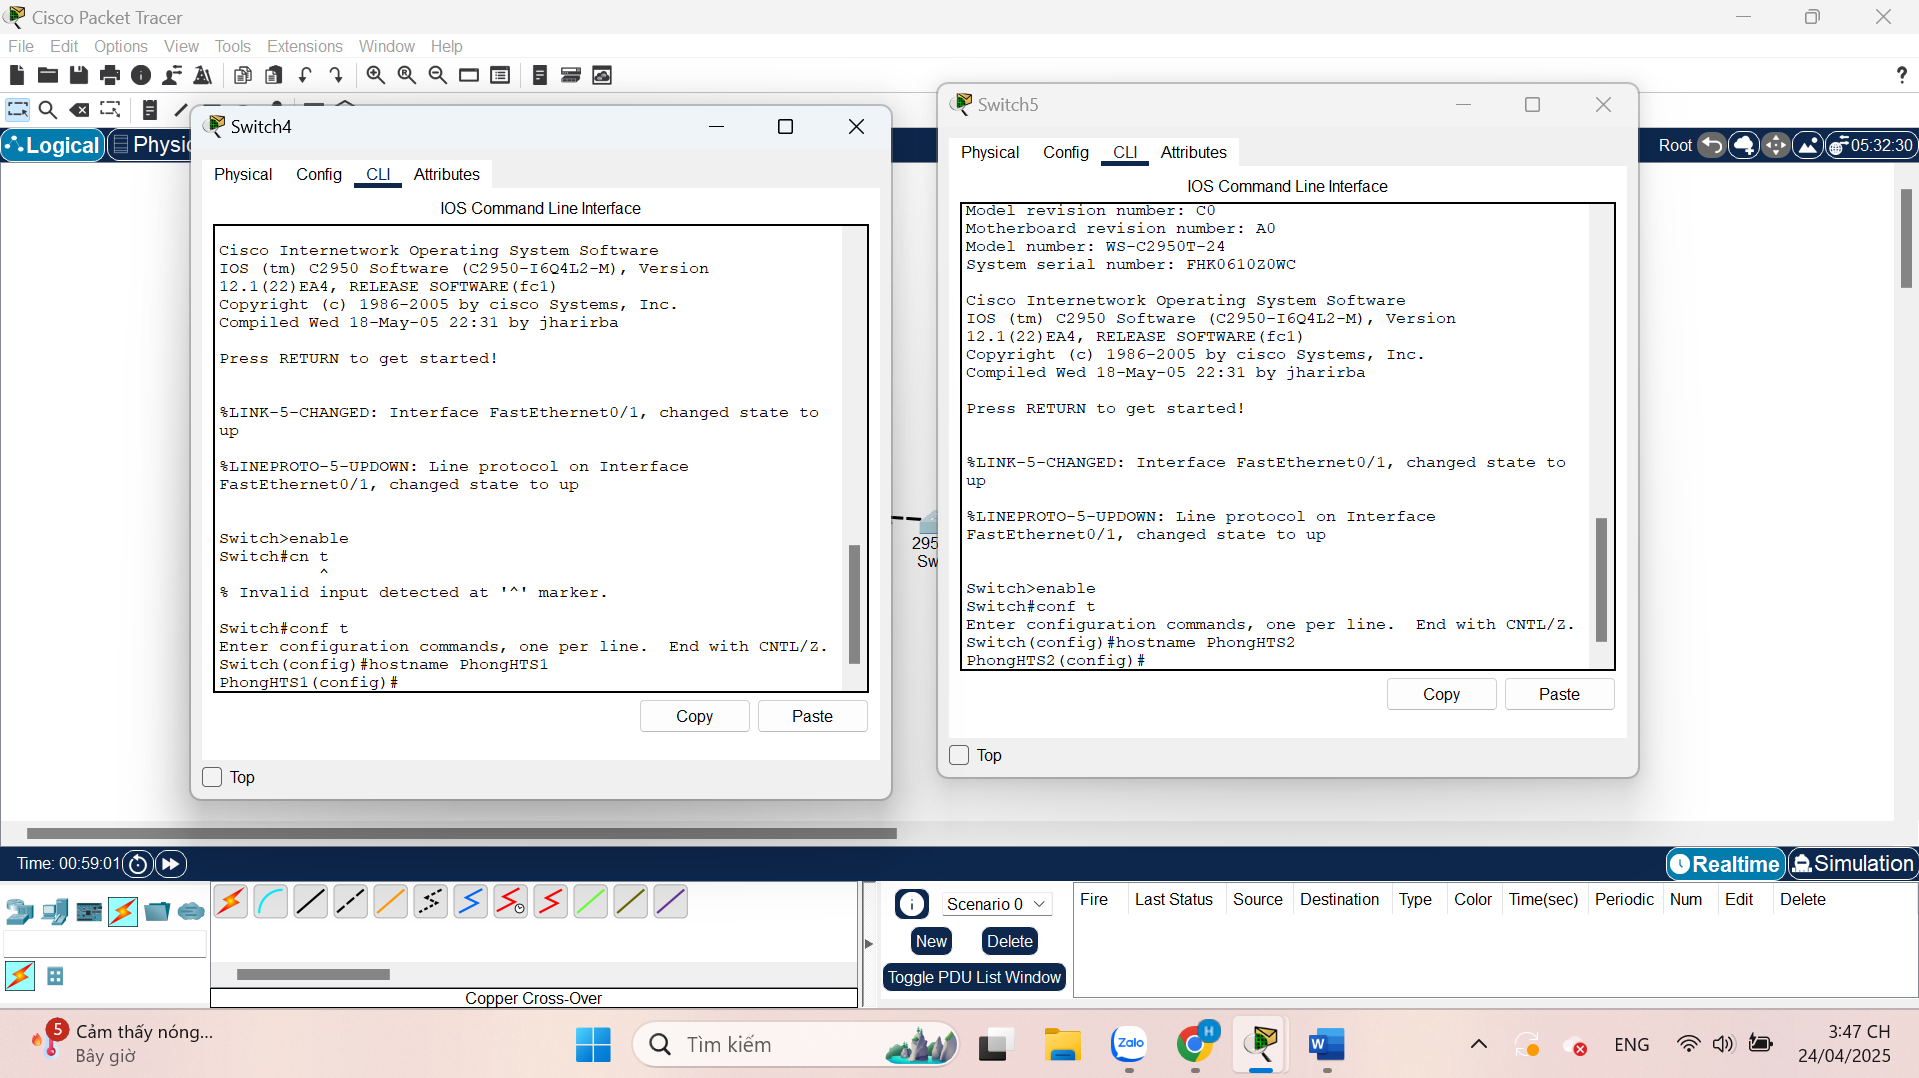 Cisco Packet Tracer
File Edit Options View Tools Extensions Window Help
?
Logical
Physic
Root
05:32:30
Switch4
Physical Config CLI Attributes
IOS Command Line Interface
Cisco Internetwork Operating System Software
IOS (tm) C2950 Software (C2950-I6Q4L2-M), Version
12.1(22)EA4, RELEASE SOFTWARE(fc1)
Copyright (c) 1986-2005 by cisco Systems, Inc.
Compiled Wed 18-May-05 22:31 by jharirba
Press RETURN to get started!
%LINK-5-CHANGED: Interface FastEthernet0/1, changed state to
up
%LINEPROTO-5-UPDOWN: Line protocol on Interface
FastEthernet0/1, changed state to up
Switch>enable
Switch#cn t
^
% Invalid input detected at '^' marker.
Switch#conf t
Enter configuration commands, one per line.  End with CNTL/Z.
Switch(config)#hostname PhongHTS1
PhongHTS1(config)#
Copy Paste
Top
Switch5
Physical Config CLI Attributes
IOS Command Line Interface
Model revision number: C0
Motherboard revision number: A0
Model number: WS-C2950T-24
System serial number: FHK0610Z0WC
Cisco Internetwork Operating System Software
IOS (tm) C2950 Software (C2950-I6Q4L2-M), Version
12.1(22)EA4, RELEASE SOFTWARE(fc1)
Copyright (c) 1986-2005 by cisco Systems, Inc.
Compiled Wed 18-May-05 22:31 by jharirba
Press RETURN to get started!
%LINK-5-CHANGED: Interface FastEthernet0/1, changed state to
up
%LINEPROTO-5-UPDOWN: Line protocol on Interface
FastEthernet0/1, changed state to up
Switch>enable
Switch#conf t
Enter configuration commands, one per line.  End with CNTL/Z.
Switch(config)#hostname PhongHTS2
PhongHTS2(config)#
Copy Paste
Top
295
Sw
Time: 00:59:01
Realtime
Simulation
Copper Cross-Over
Scenario 0
New Delete
Toggle PDU List Window
Fire Last Status Source Destination Type Color Time(sec) Periodic Num Edit Delete
5
Cảm thấy nóng...
Bây giờ
Tìm kiếm
Zalo
H
W
ENG
3:47 CH
24/04/2025